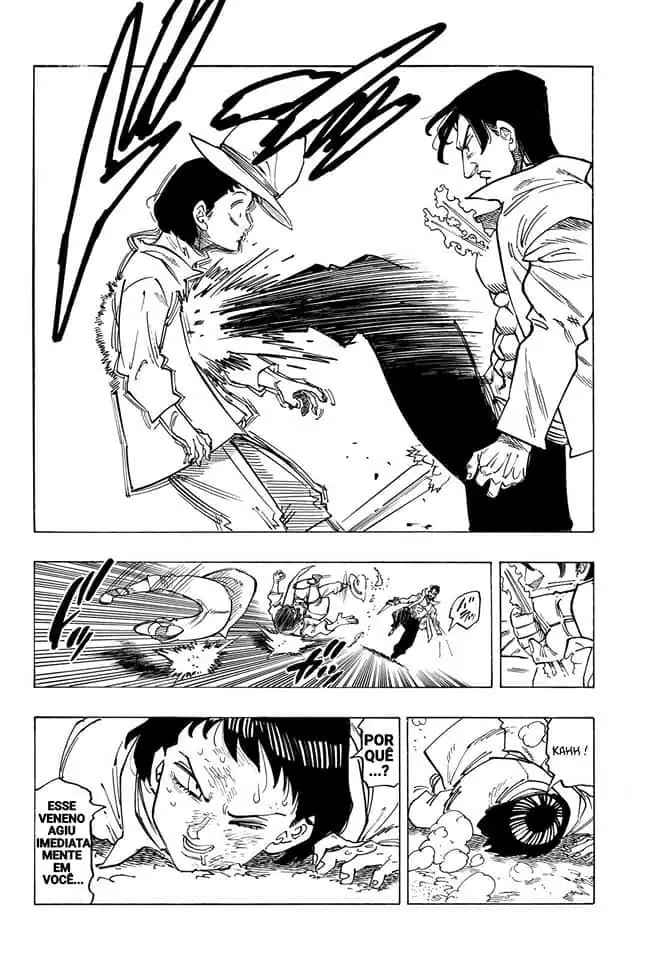 KAHH !
POR
QUÊ
...?
ESSE
VENENO
AGIU
IMEDIATA
MENTE
EM
VOCÊ...